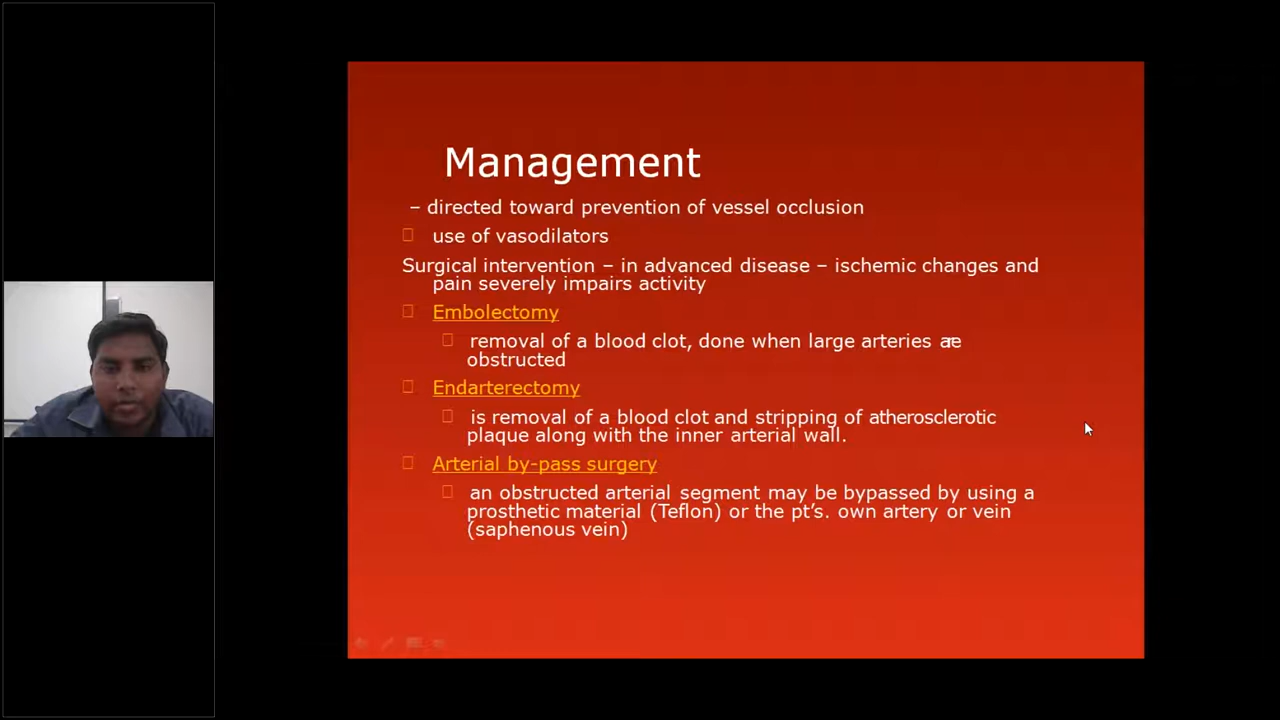 Management
– directed toward prevention of vessel occlusion
use of vasodilators
Surgical intervention – in advanced disease – ischemic changes and
pain severely impairs activity
Embolectomy
removal of a blood clot, done when large arteries are
obstructed
Endarterectomy
is removal of a blood clot and stripping of atherosclerotic
plaque along with the inner arterial wall.
Arterial by-pass surgery
an obstructed arterial segment may be bypassed by using a
prosthetic material (Teflon) or the pt’s. own artery or vein
(saphenous vein)